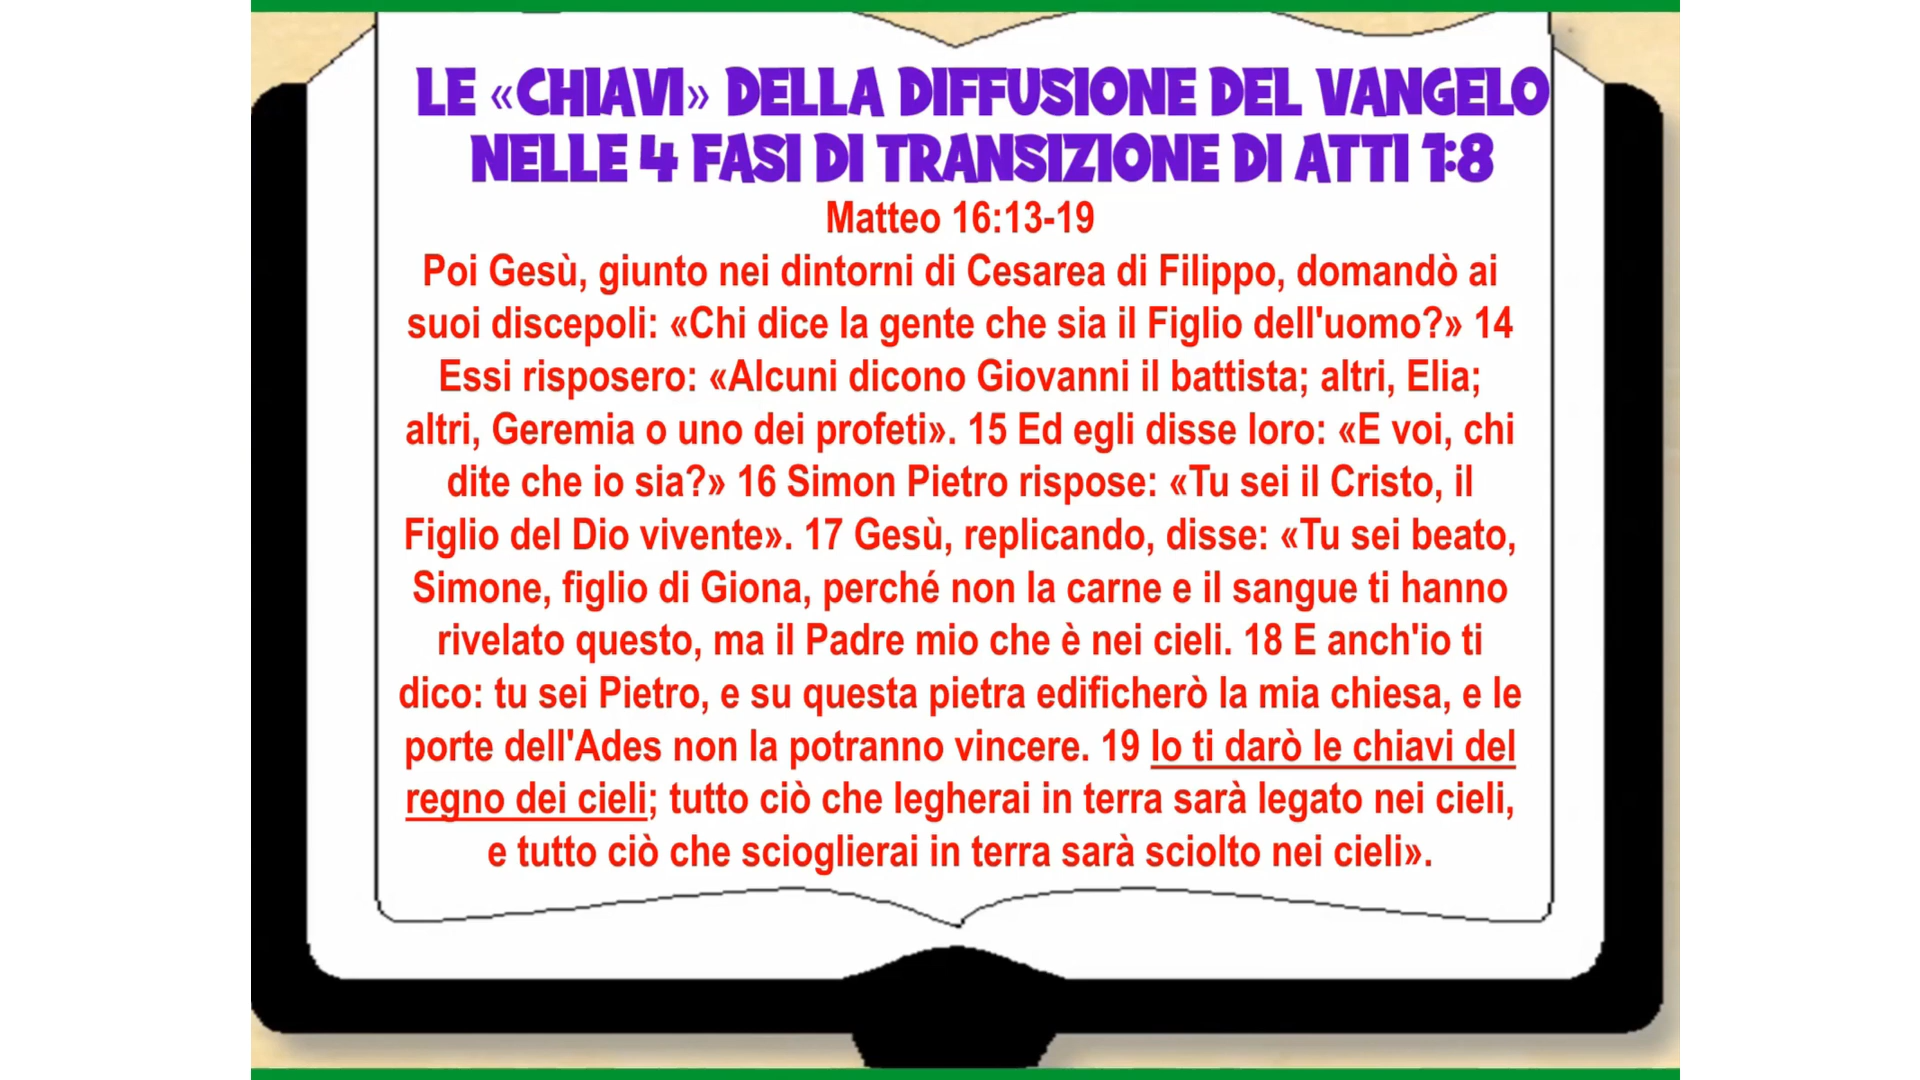 LE «CHIAVI» DELLA DIFFUSIONE DEL VANGELO
NELLE 4 FASI DI TRANSIZIONE DI ATTI 1:8
Matteo 16:13-19
Poi Gesù, giunto nei dintorni di Cesarea di Filippo, domandò ai
suoi discepoli: «Chi dice la gente che sia il Figlio dell'uomo?» 14
Essi risposero: «Alcuni dicono Giovanni il battista; altri, Elia;
altri, Geremia o uno dei profeti». 15 Ed egli disse loro: «E voi, chi
dite che io sia?» 16 Simon Pietro rispose: «Tu sei il Cristo, il
Figlio del Dio vivente». 17 Gesù, replicando, disse: «Tu sei beato,
Simone, figlio di Giona, perché non la carne e il sangue ti hanno
rivelato questo, ma il Padre mio che è nei cieli. 18 E anch'io ti
dico: tu sei Pietro, e su questa pietra edificherò la mia chiesa, e le
porte dell'Ades non la potranno vincere. 19 Io ti darò le chiavi del
regno dei cieli; tutto ciò che legherai in terra sarà legato nei cieli,
e tutto ciò che scioglierai in terra sarà sciolto nei cieli».